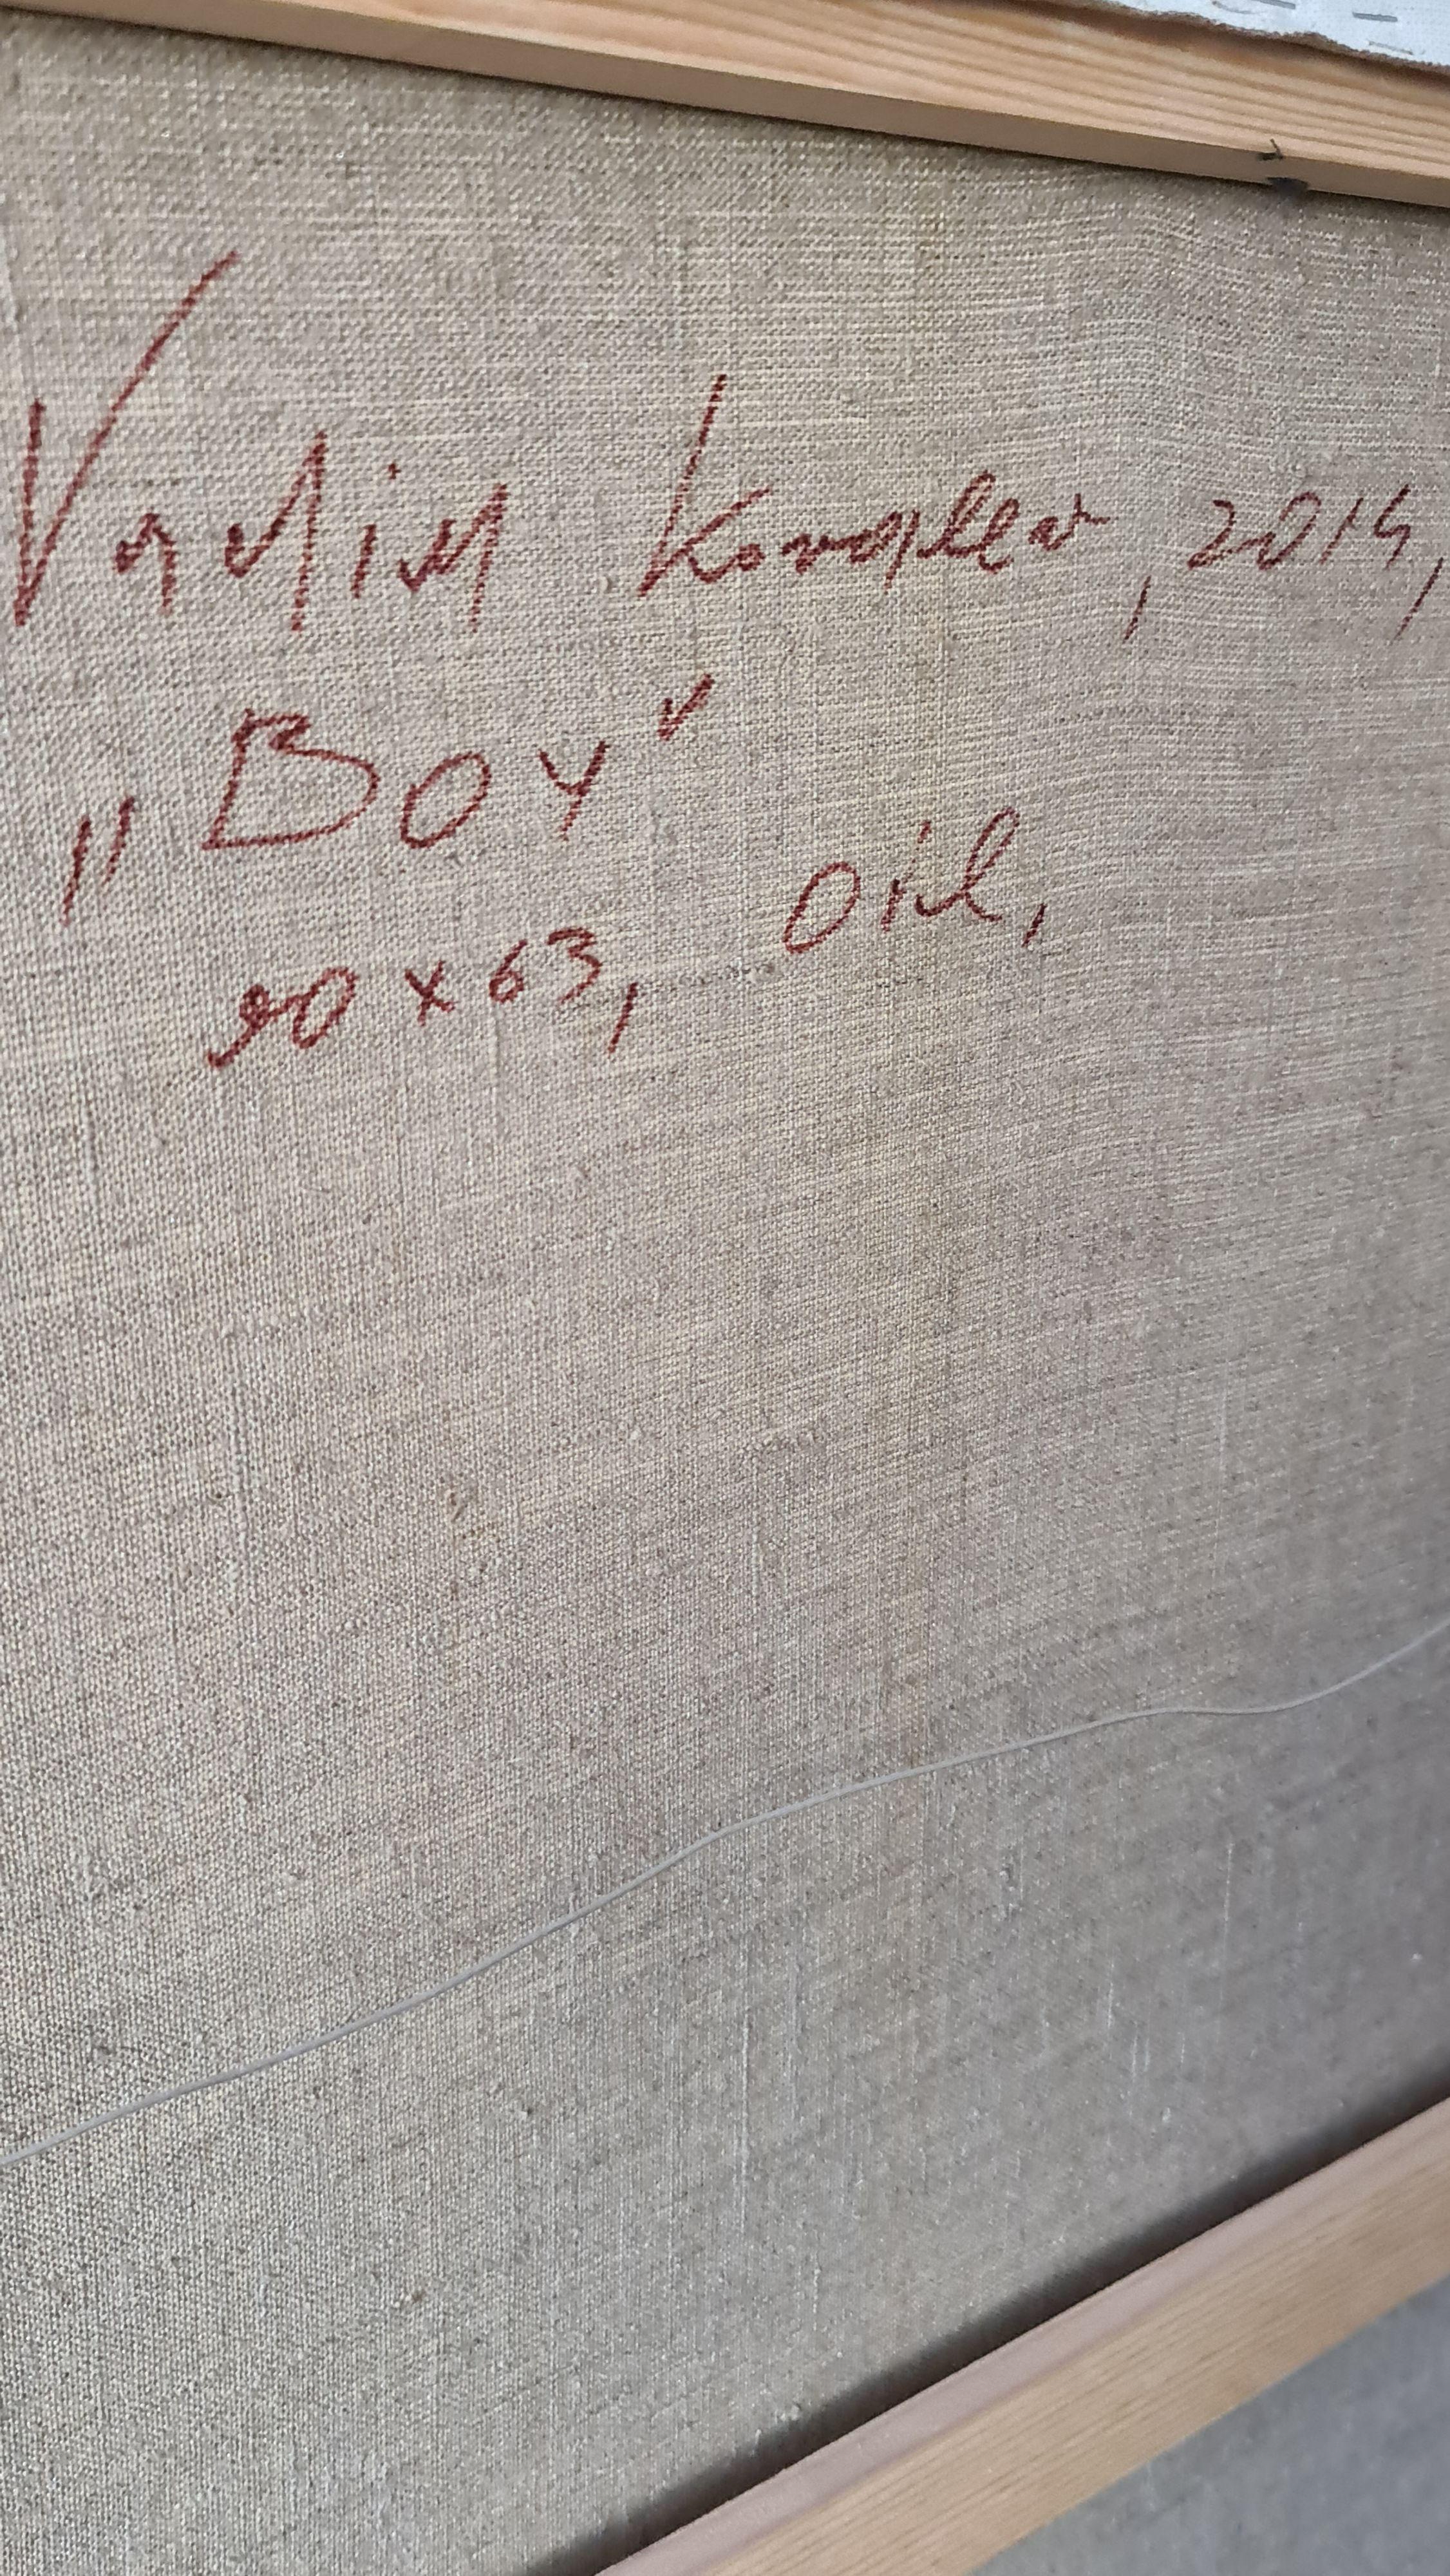 Vadim Kovalev, 2014,
„BOY"
90 x 63, Oil,